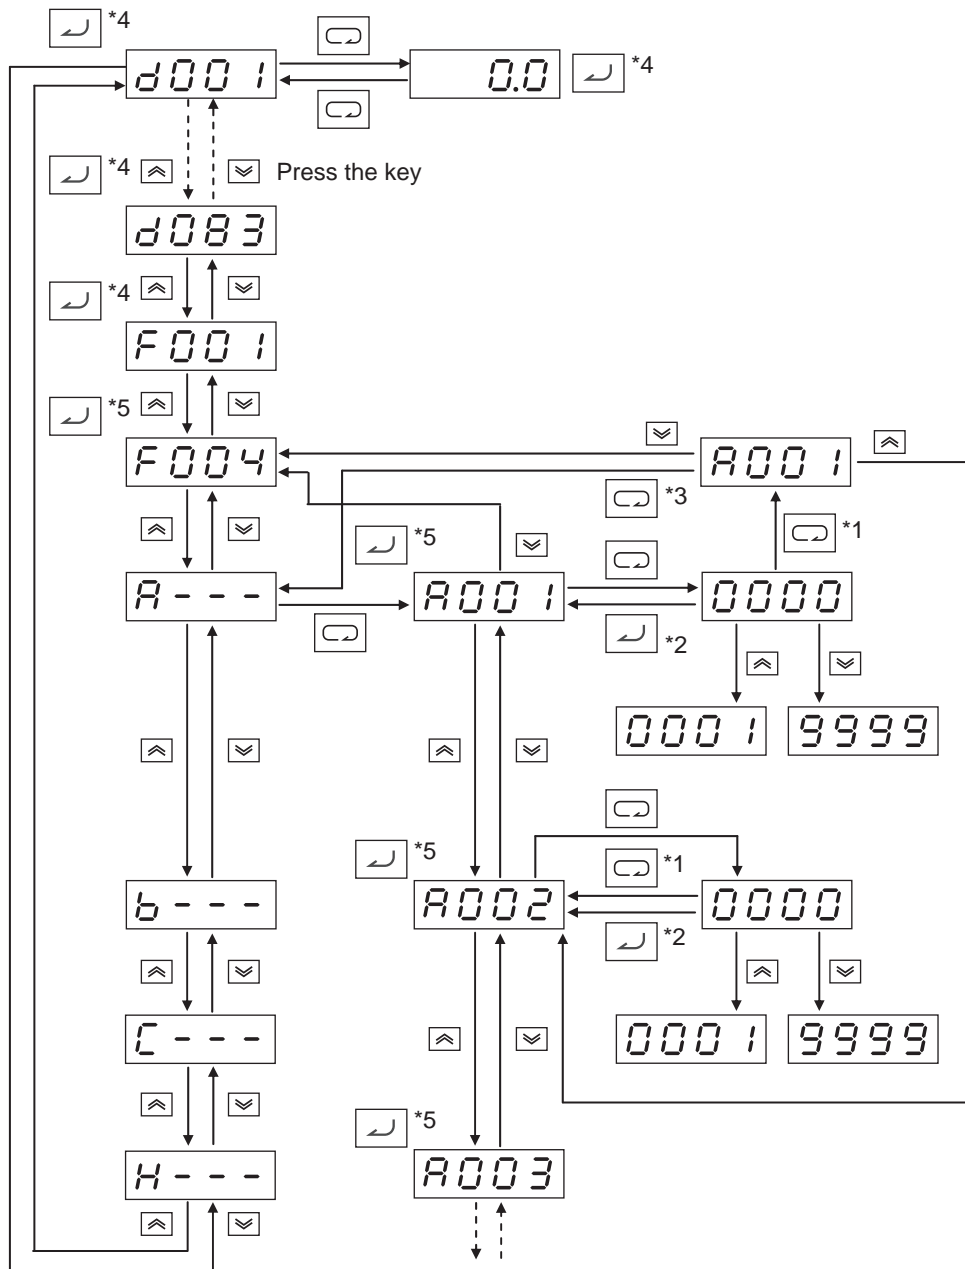 *4
d001
0.0
*4
*4
Press the key
d083
*4
F001
*5
F004
A001
*3
*1
*5
A---
A001
0000
*2
0001
9999
*5
*1
b---
A002
0000
*2
C---
0001
9999
*5
H---
A003